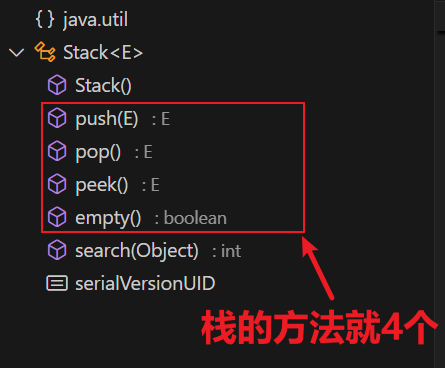 {} java.util
Stack<E>
Stack()
push(E) : E
pop() : E
peek() : E
empty() : boolean
search(Object) : int
serialVersionUID
栈的方法就4个